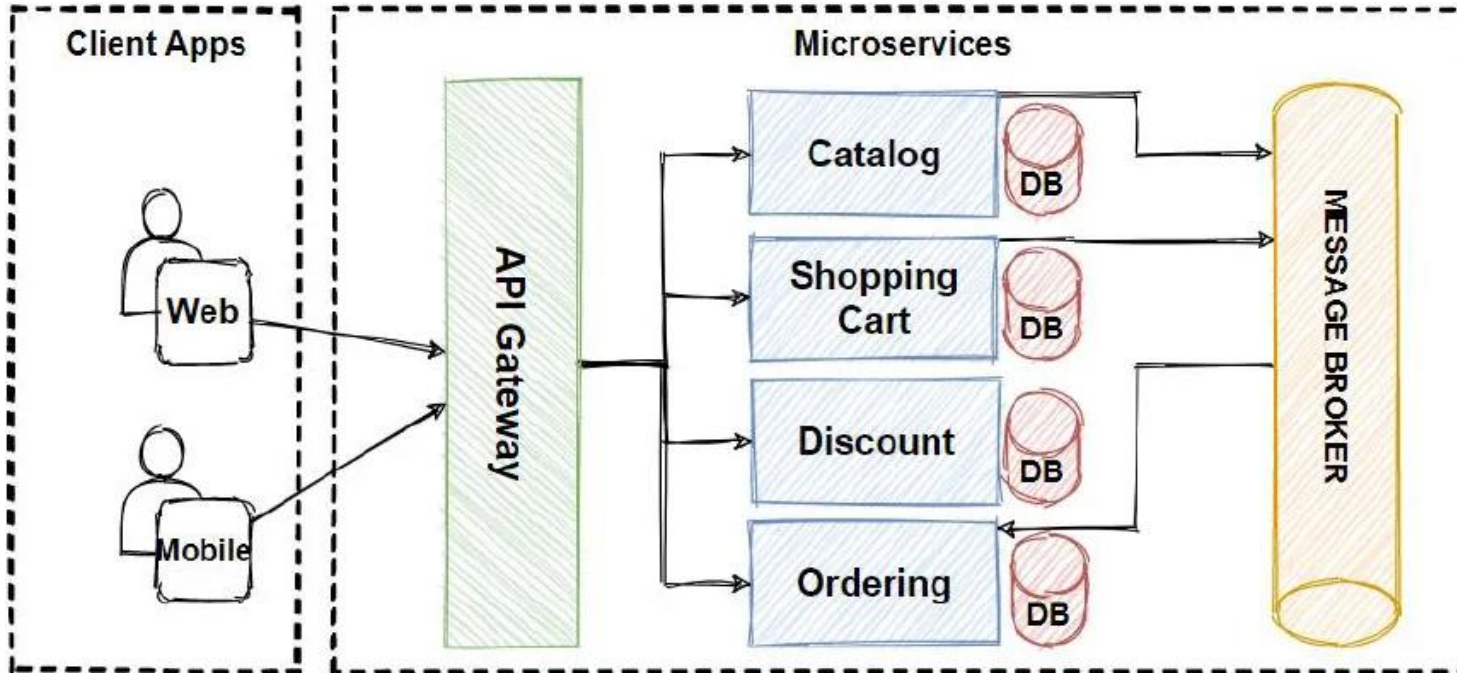 Client Apps
Microservices
Web
Mobile
API Gateway
Catalog
DB
Shopping
Cart
DB
Discount
DB
Ordering
DB
MESSAGE BROKER